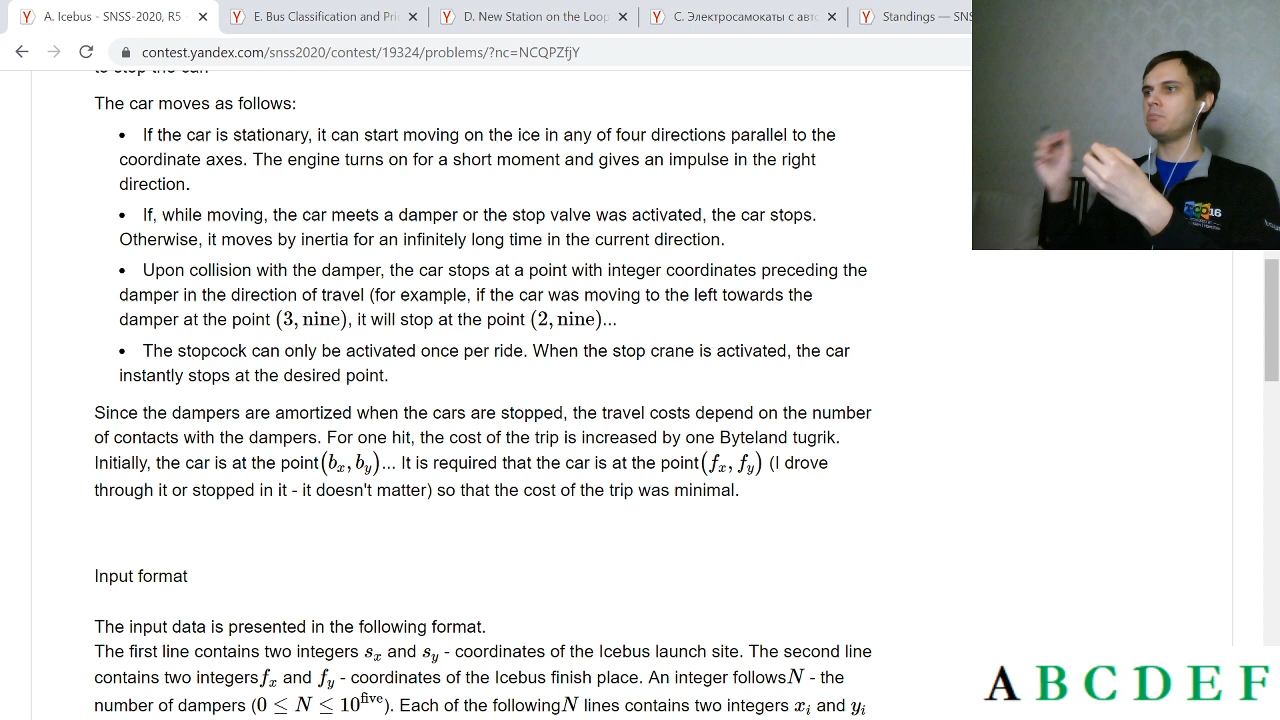 A. Icebus - SNSS-2020, R5 -
E. Das Classification and Pri
D. New Station on the Loop
C. Электросамокаты с авто
Standings — SNS
contest.yandex.com/snss2020/contest/19324/problems/?nc=NCQPZfjY
to stop the car.
The car moves as follows:
• If the car is stationary, it can start moving on the ice in any of four directions parallel to the
coordinate axes. The engine turns on for a short moment and gives an impulse in the right
direction.
• If, while moving, the car meets a damper or the stop valve was activated, the car stops.
Otherwise, it moves by inertia for an infinitely long time in the current direction.
• Upon collision with the damper, the car stops at a point with integer coordinates preceding the
damper in the direction of travel (for example, if the car was moving to the left towards the
damper at the point (3, nine), it will stop at the point (2, nine)...
• The stopcock can only be activated once per ride. When the stop crane is activated, the car
instantly stops at the desired point.
Since the dampers are amortized when the cars are stopped, the travel costs depend on the number
of contacts with the dampers. For one hit, the cost of the trip is increased by one Byteland tugrik.
Initially, the car is at the point(bx, by)... It is required that the car is at the point(fx, fy) (I drove
through it or stopped in it - it doesn't matter) so that the cost of the trip was minimal.
Input format
The input data is presented in the following format.
The first line contains two integers sx and sy - coordinates of the Icebus launch site. The second line
contains two integersfx and fy - coordinates of the Icebus finish place. An integer followsN - the
number of dampers (0 ≤ N ≤ 10^five). Each of the followingN lines contains two integers xi and yi
16
A B C D E F